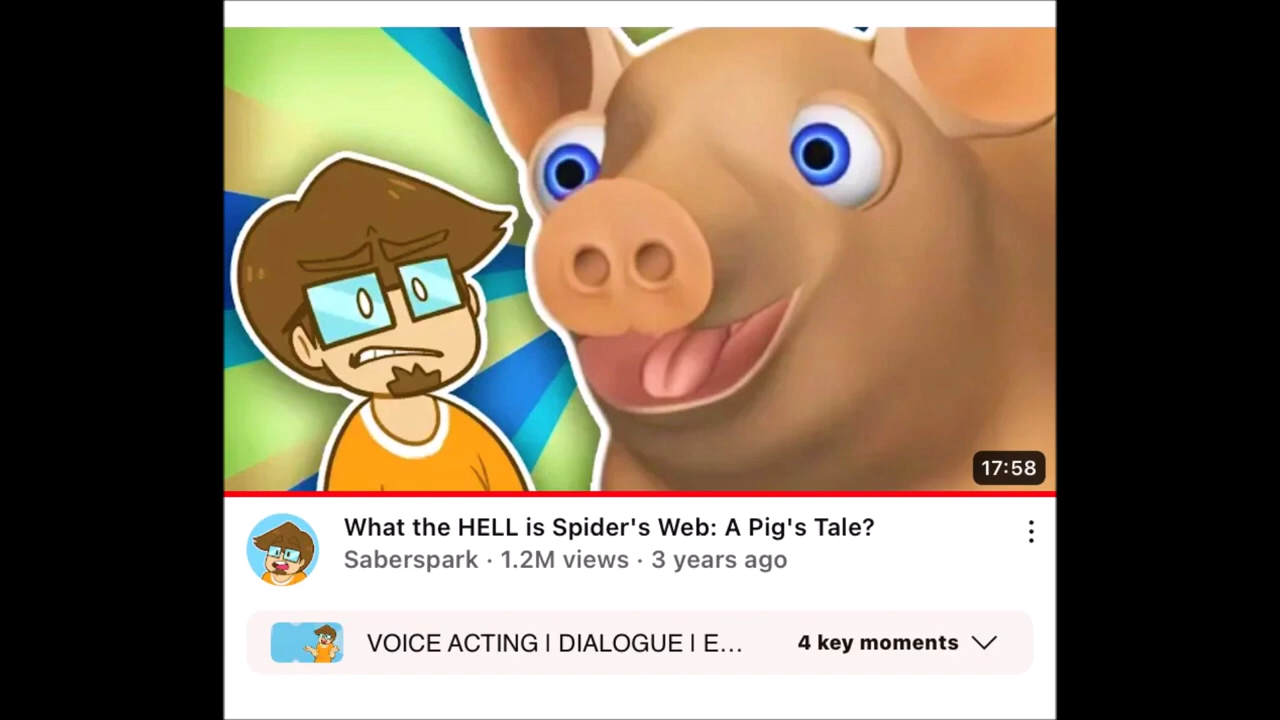 17:58
What the HELL is Spider's Web: A Pig's Tale?
Saberspark · 1.2M views · 3 years ago
VOICE ACTING | DIALOGUE | E... 4 key moments